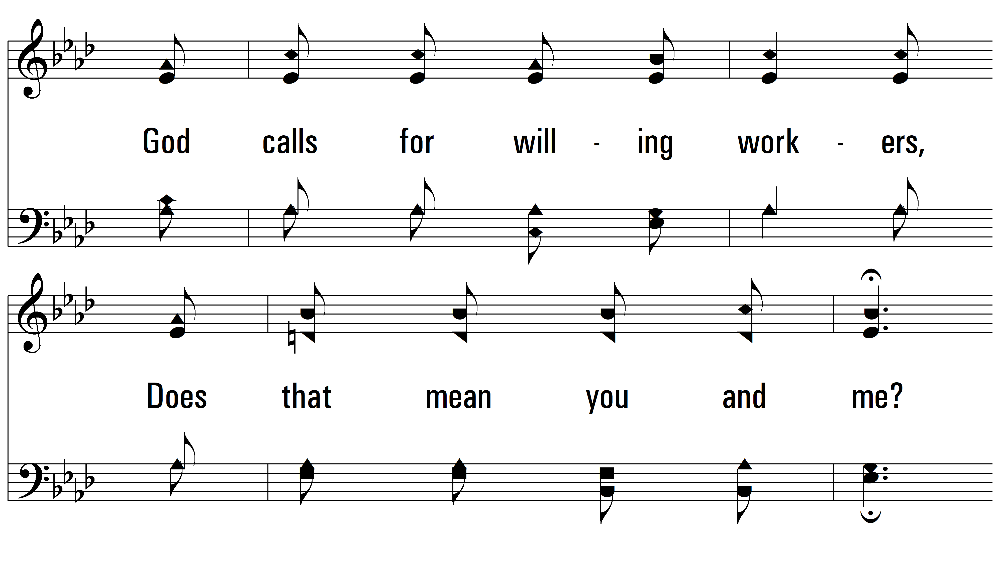 God calls for will - ing work - ers,
Does that mean you and me?